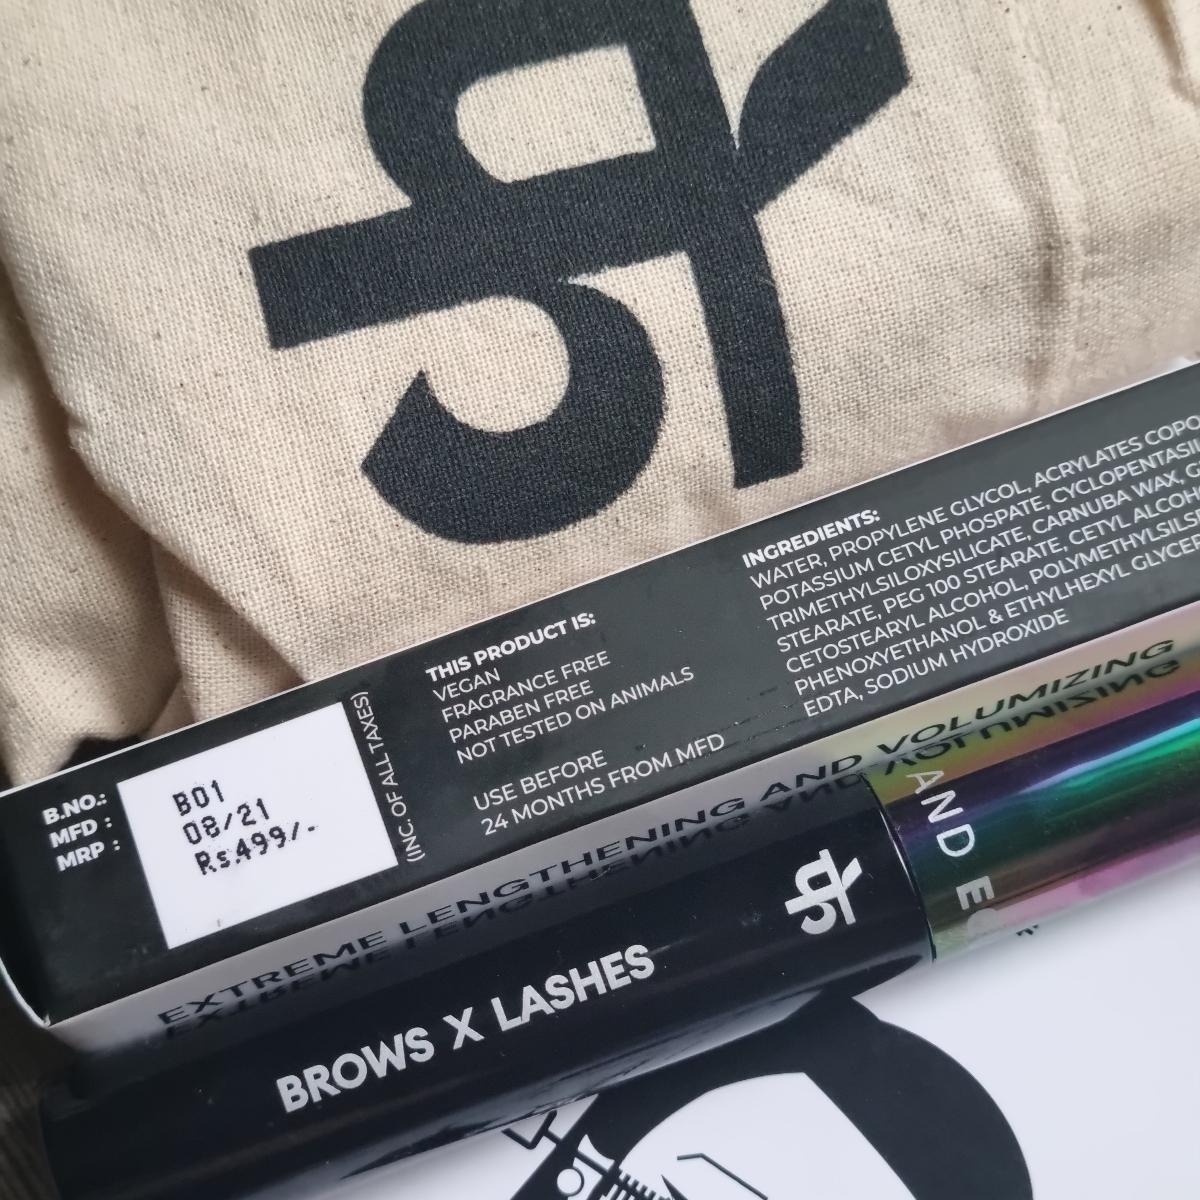 B.NO.: B01
MFD : 08/21
MRP : Rs.499/-
(INC. OF ALL TAXES)
THIS PRODUCT IS:
VEGAN
FRAGRANCE FREE
PARABEN FREE
NOT TESTED ON ANIMALS
USE BEFORE
24 MONTHS FROM MFD
INGREDIENTS:
WATER, PROPYLENE GLYCOL, ACRYLATES
POTASSIUM CETYL PHOSPATE,
TRIMETHYLSILOXYSILICATE, CARNUBA WAX,
STEARATE, PEG 100 STEARATE, CETYL
CETOSTEARYL ALCOHOL,
PHENOXYETHANOL & ETHYLHEXYL
EDTA, SODIUM HYDROXIDE
EXTREME LENGTHENING AND VOLUMIZING
BROWS X LASHES
AND